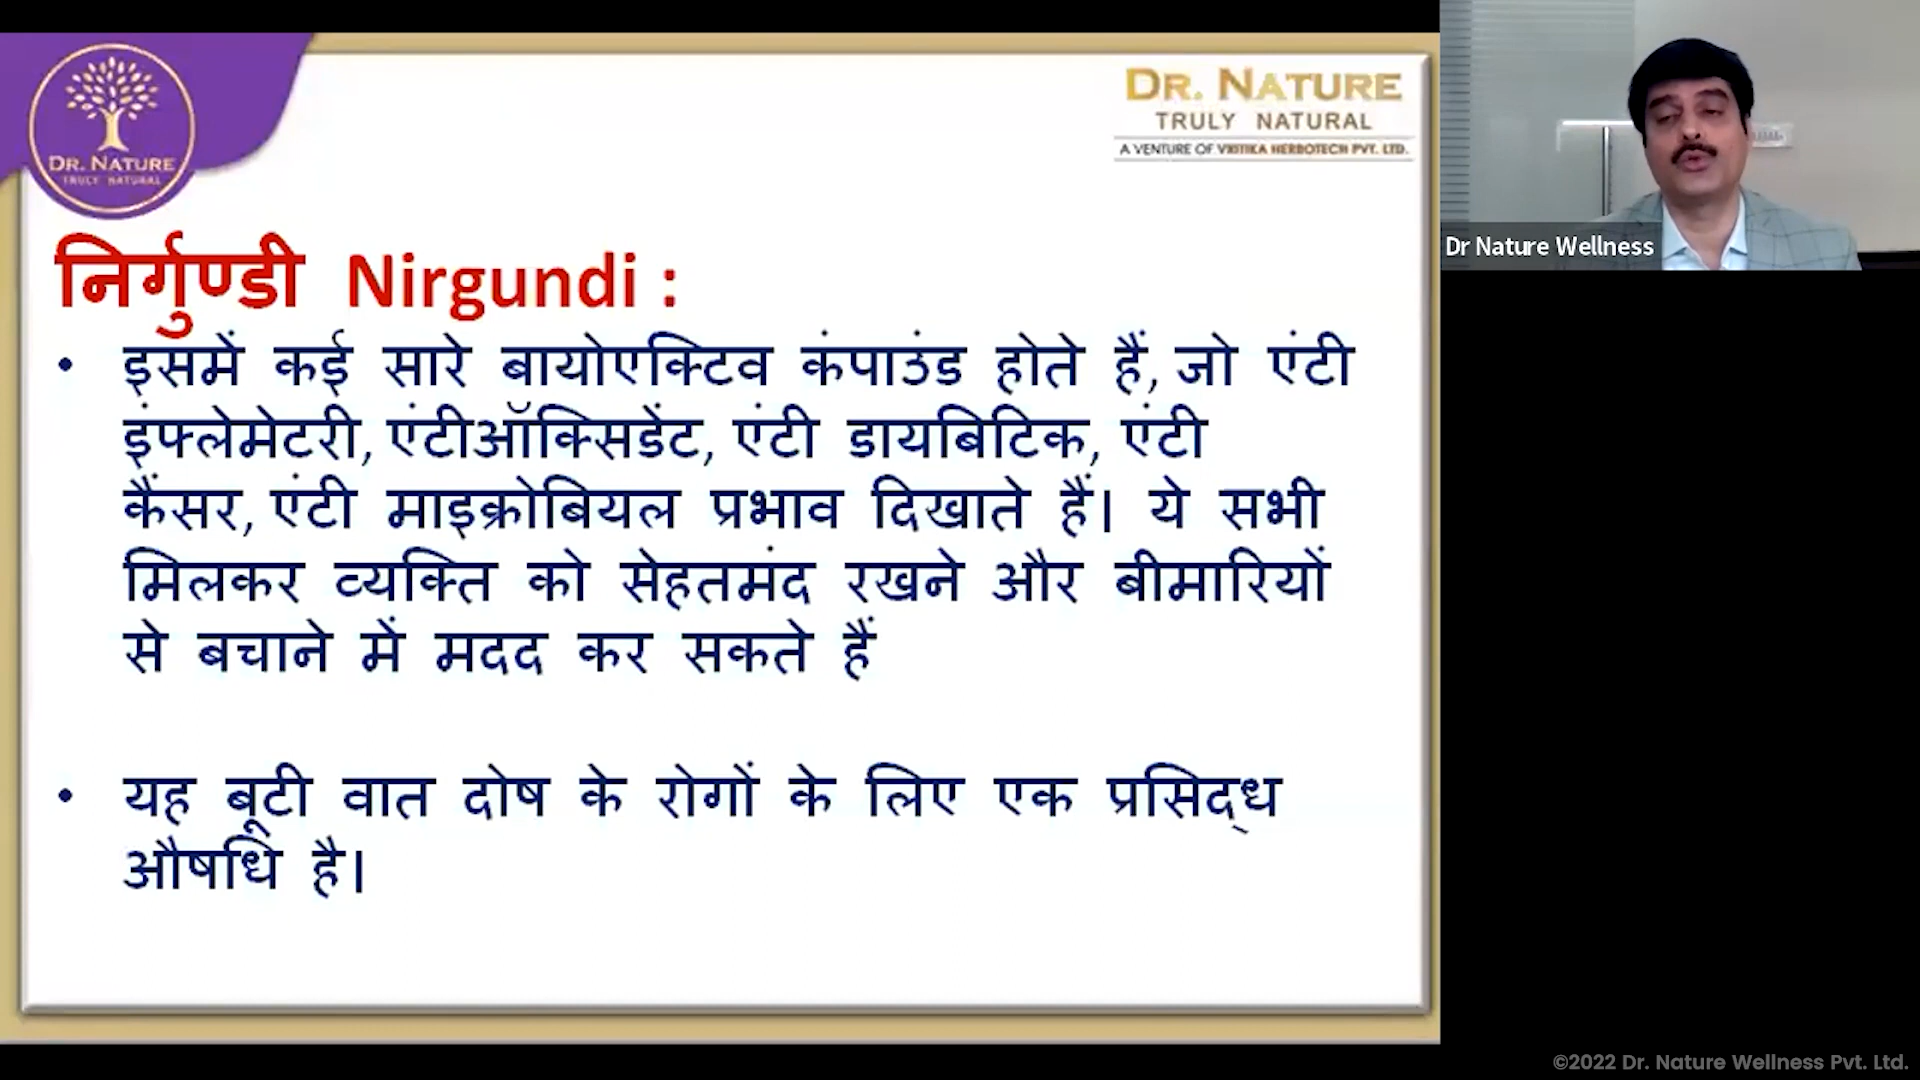 DR. NATURE
TRULY NATURAL
DR. NATURE
TRULY NATURAL
A VENTURE OF VRITIKA HERBOTECH PVT. LTD.
Dr Nature Wellness
निर्गुण्डी Nirgundi :
• इसमें कई सारे बायोएक्टिव कंपाउंड होते हैं, जो एंटी
इंफ्लेमेटरी, एंटीऑक्सिडेंट, एंटी डायबिटिक, एंटी
कैंसर, एंटी माइक्रोबियल प्रभाव दिखाते हैं। ये सभी
मिलकर व्यक्ति को सेहतमंद रखने और बीमारियों
से बचाने में मदद कर सकते हैं
• यह बूटी वात दोष के रोगों के लिए एक प्रसिद्ध
औषधि है।
©2022 Dr. Nature Wellness Pvt. Ltd.